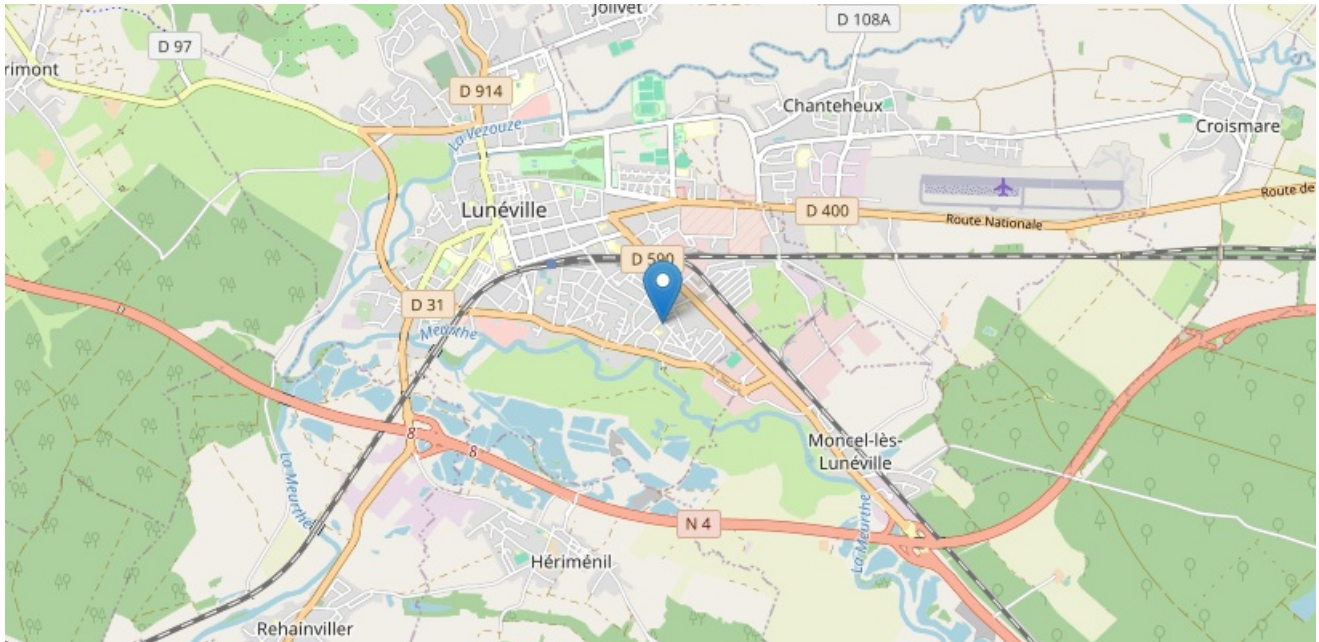 Jolivet
D 108A
D 97
rimont
D 914
La Vezouze
Chanteheux
Croismare
Lunéville
D 400
Route Nationale
Route de
D 590
D 31
Meurthe
8
8
La Meurthe
Moncel-lès-
Lunéville
N 4
La Meurthe
Hériménil
Rehainviller